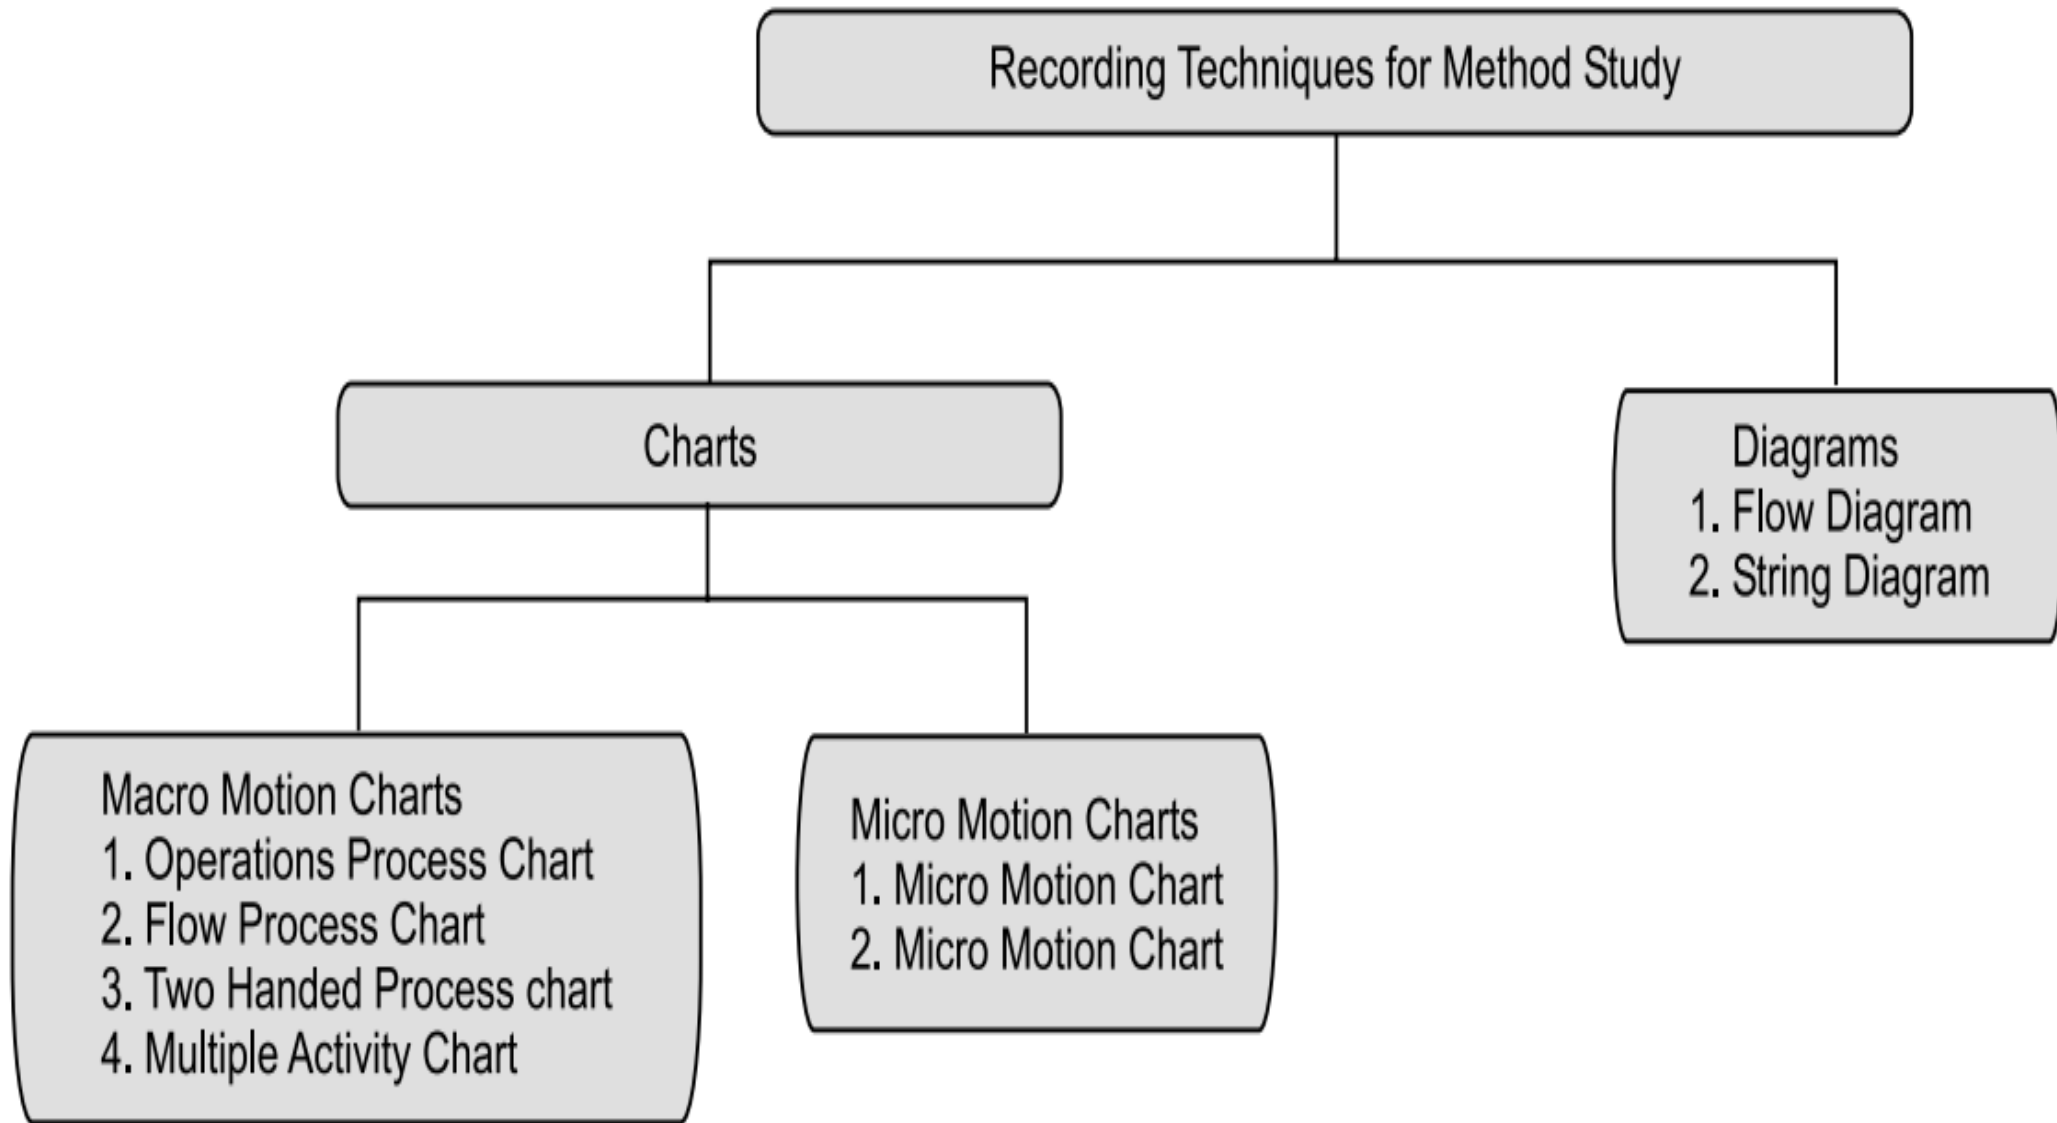 Recording Techniques for Method Study
Charts
Diagrams
1. Flow Diagram
2. String Diagram
Macro Motion Charts
1. Operations Process Chart
2. Flow Process Chart
3. Two Handed Process chart
4. Multiple Activity Chart
Micro Motion Charts
1. Micro Motion Chart
2. Micro Motion Chart